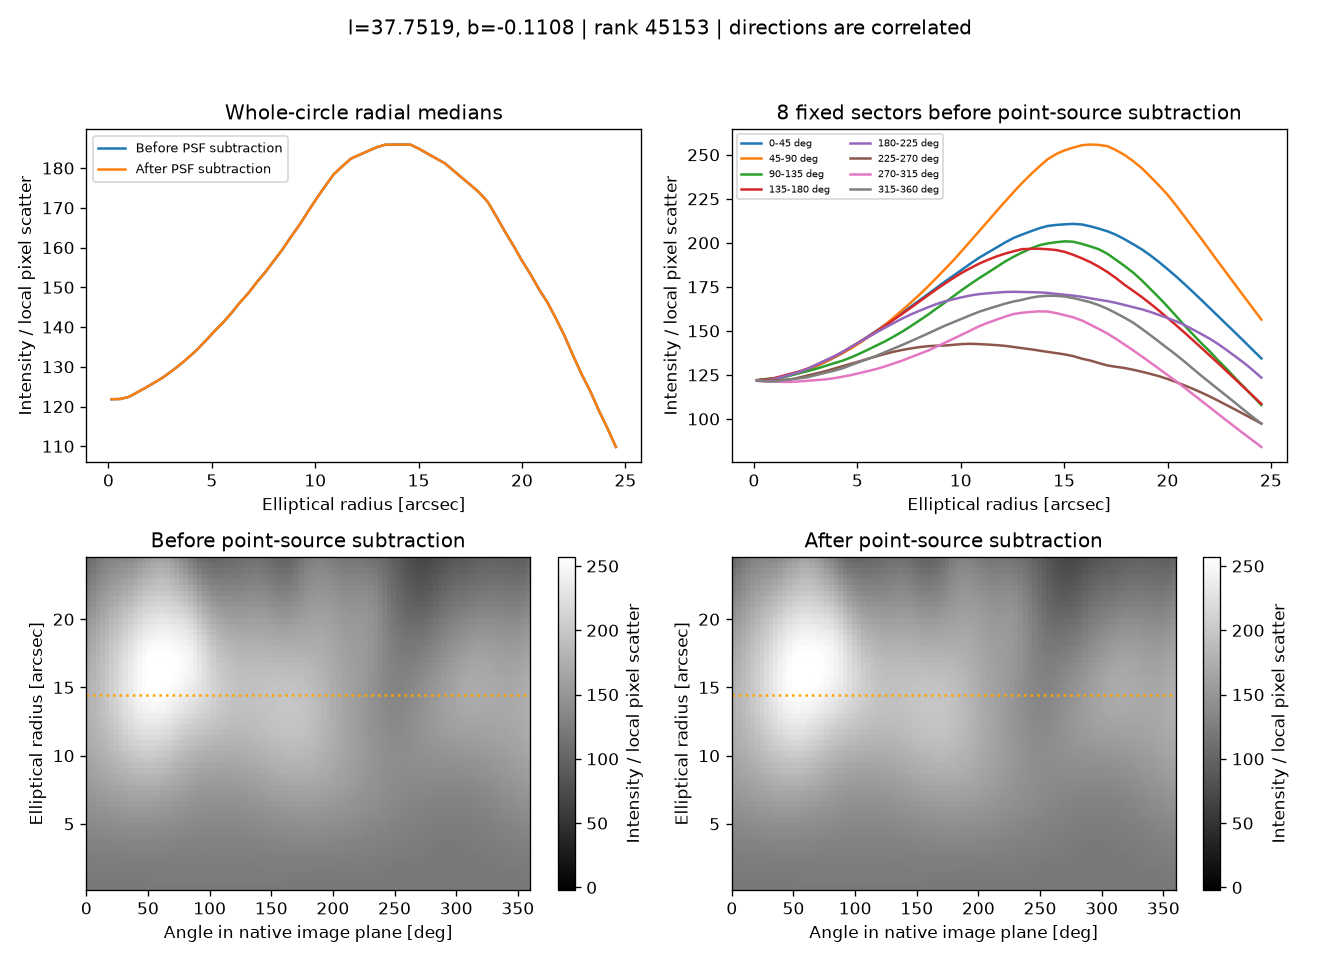 l=37.7519, b=-0.1108 | rank 45153 | directions are correlated
Whole-circle radial medians
Before PSF subtraction
After PSF subtraction
Intensity / local pixel scatter
180
170
160
150
140
130
120
110
0 5 10 15 20 25
Elliptical radius [arcsec]
8 fixed sectors before point-source subtraction
0-45 deg
45-90 deg
90-135 deg
135-180 deg
180-225 deg
225-270 deg
270-315 deg
315-360 deg
Intensity / local pixel scatter
250
225
200
175
150
125
100
0 5 10 15 20 25
Elliptical radius [arcsec]
Before point-source subtraction
Elliptical radius [arcsec]
20
15
10
5
0 50 100 150 200 250 300 350
Angle in native image plane [deg]
250
200
150
100
50
0
Intensity / local pixel scatter
After point-source subtraction
Elliptical radius [arcsec]
20
15
10
5
0 50 100 150 200 250 300 350
Angle in native image plane [deg]
250
200
150
100
50
0
Intensity / local pixel scatter